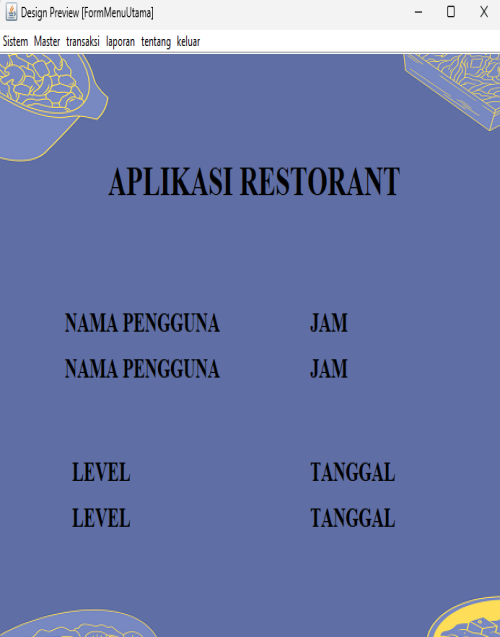 Design Preview [FormMenuUtama]
Sistem Master transaksi laporan tentang keluar
APLIKASI RESTORANT
NAMA PENGGUNA JAM
NAMA PENGGUNA JAM
LEVEL TANGGAL
LEVEL TANGGAL